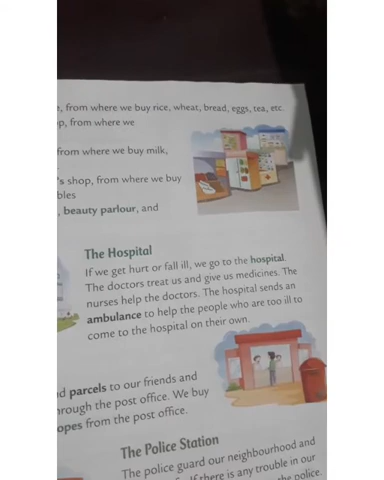 , from where we buy rice, wheat, bread, eggs, tea, etc.
p, from where we
from where we buy milk,
's shop, from where we buy
bles
, beauty parlour, and
The Hospital
If we get hurt or fall ill, we go to the hospital.
The doctors treat us and give us medicines. The
nurses help the doctors. The hospital sends an
ambulance to help the people who are too ill to
come to the hospital on their own.
nd parcels to our friends and
hrough the post office. We buy
opes from the post office.
The Police Station
The police guard our neighbourhood and
If there is any trouble in our
the police.